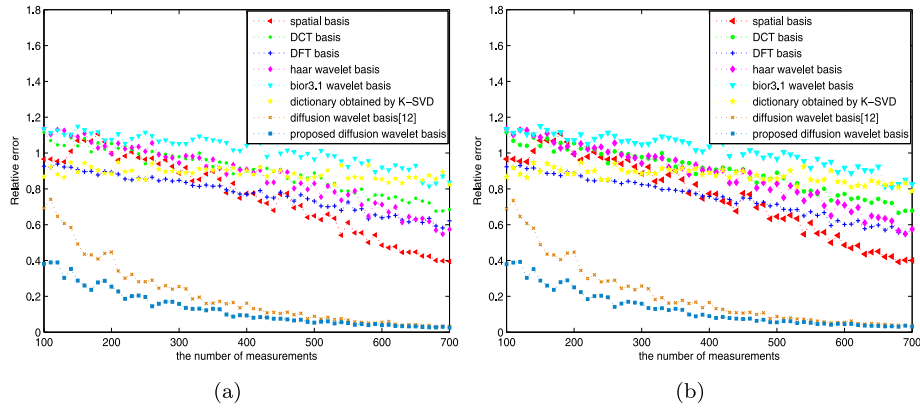 1.8
1.6
1.4
1.2
1
0.8
0.6
0.4
0.2
0
Relative error
100
200
300
400
500
600
700
the number of measurements
spatial basis
DCT basis
DFT basis
haar wavelet basis
bior3.1 wavelet basis
dictionary obtained by K-SVD
diffusion wavelet basis[12]
proposed diffusion wavelet basis
(a)
1.8
1.6
1.4
1.2
1
0.8
0.6
0.4
0.2
0
Relative error
100
200
300
400
500
600
700
the number of measurements
spatial basis
DCT basis
DFT basis
haar wavelet basis
bior3.1 wavelet basis
dictionary obtained by K-SVD
diffusion wavelet basis[12]
proposed diffusion wavelet basis
(b)